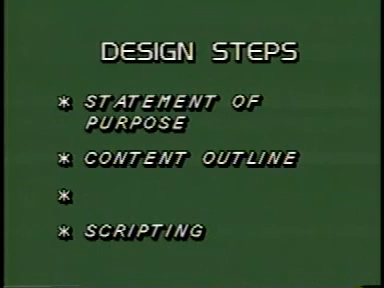 DESIGN STEPS
* STATEMENT OF
PURPOSE
* CONTENT OUTLINE
*
* SCRIPTING